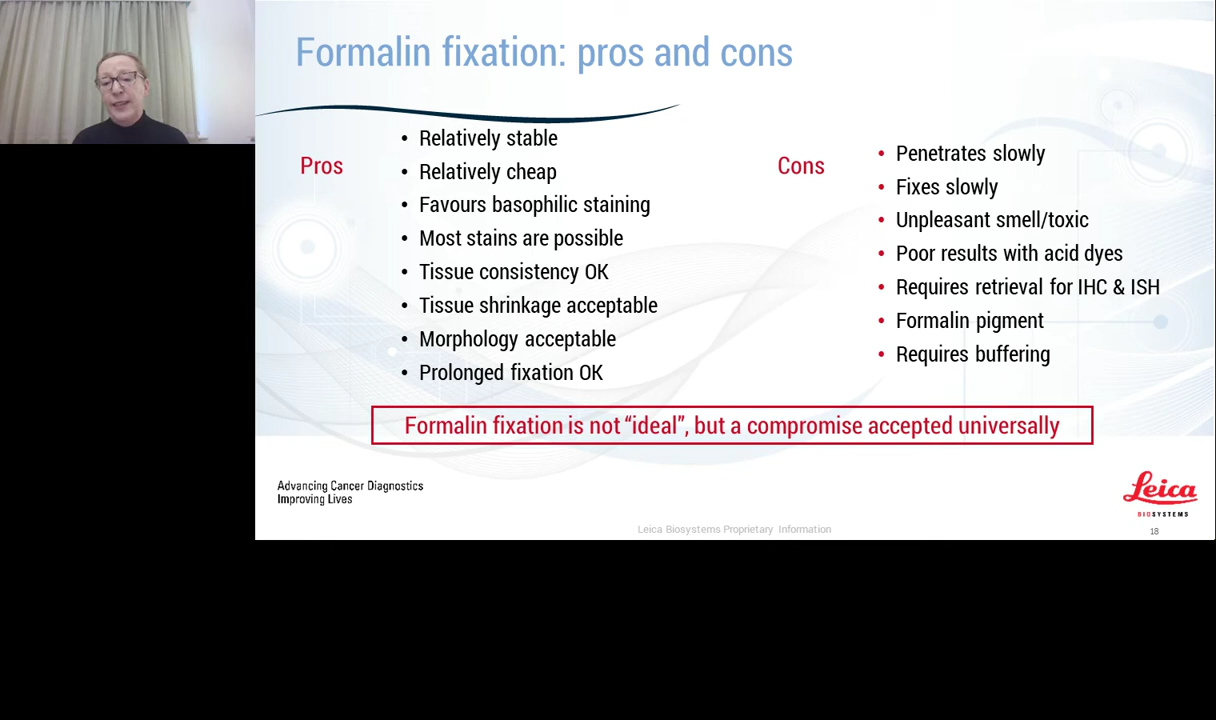 Formalin fixation: pros and cons
Pros
• Relatively stable
• Relatively cheap
• Favours basophilic staining
• Most stains are possible
• Tissue consistency OK
• Tissue shrinkage acceptable
• Morphology acceptable
• Prolonged fixation OK
Cons
• Penetrates slowly
• Fixes slowly
• Unpleasant smell/toxic
• Poor results with acid dyes
• Requires retrieval for IHC & ISH
• Formalin pigment
• Requires buffering
Formalin fixation is not “ideal”, but a compromise accepted universally
Advancing Cancer Diagnostics
Improving Lives
Leica
BIOSYSTEMS
Leica Biosystems Proprietary Information
18